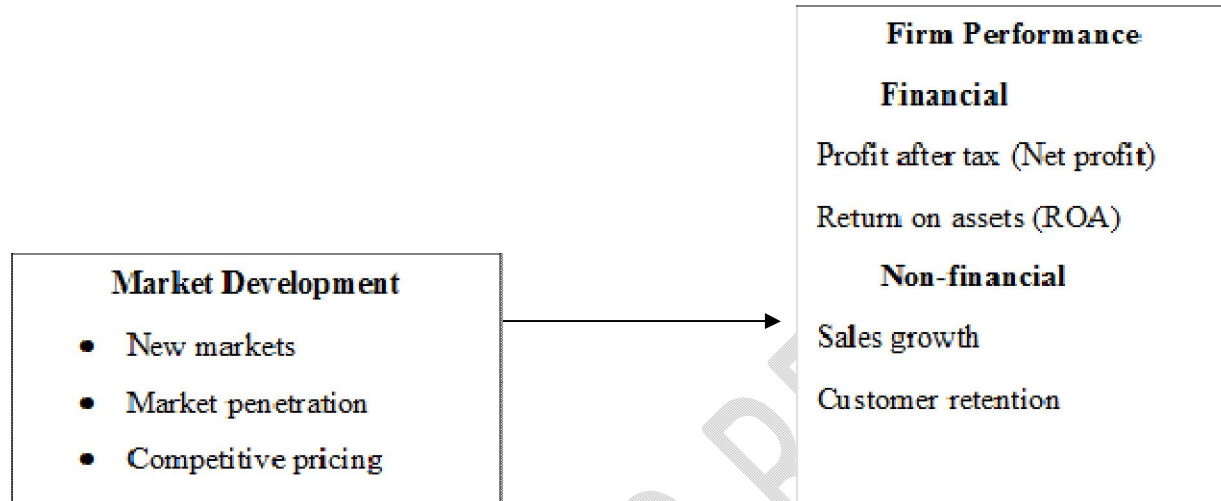 Firm Performance
Financial
Profit after tax (Net profit)
Return on assets (ROA)
Non-financial
Sales growth
Customer retention
Market Development
• New markets
• Market penetration
• Competitive pricing